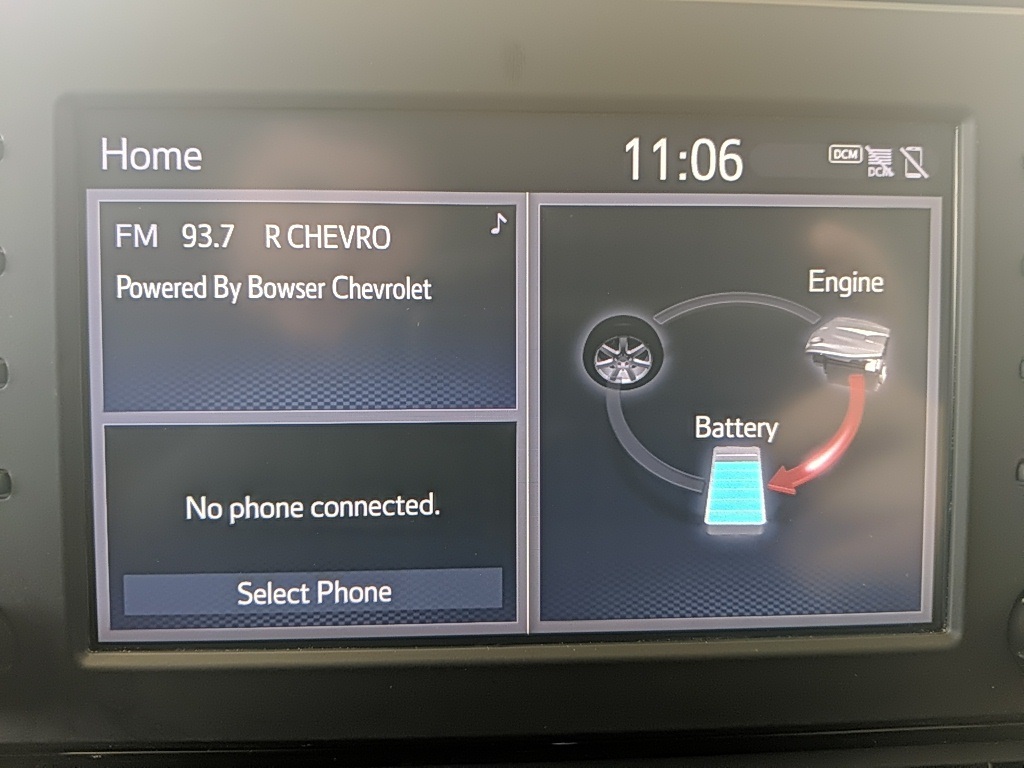 Home
11:06
DCM
DCM
FM 93.7 R CHEVRO
Powered By Bowser Chevrolet
No phone connected.
Select Phone
Engine
Battery